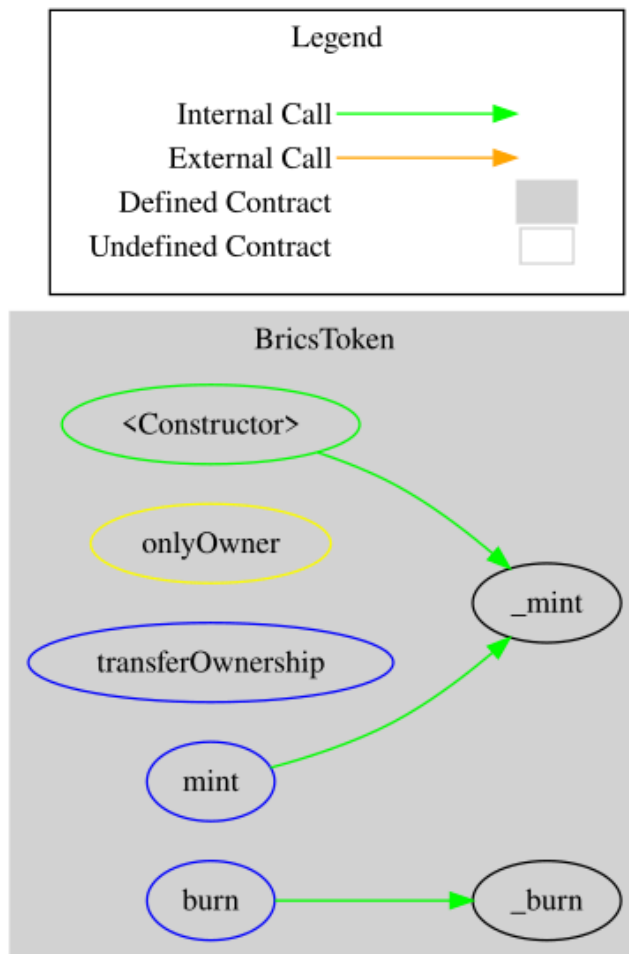 Legend
Internal Call
External Call
Defined Contract
Undefined Contract
BricsToken
<Constructor>
onlyOwner
_mint
transferOwnership
mint
burn
_burn